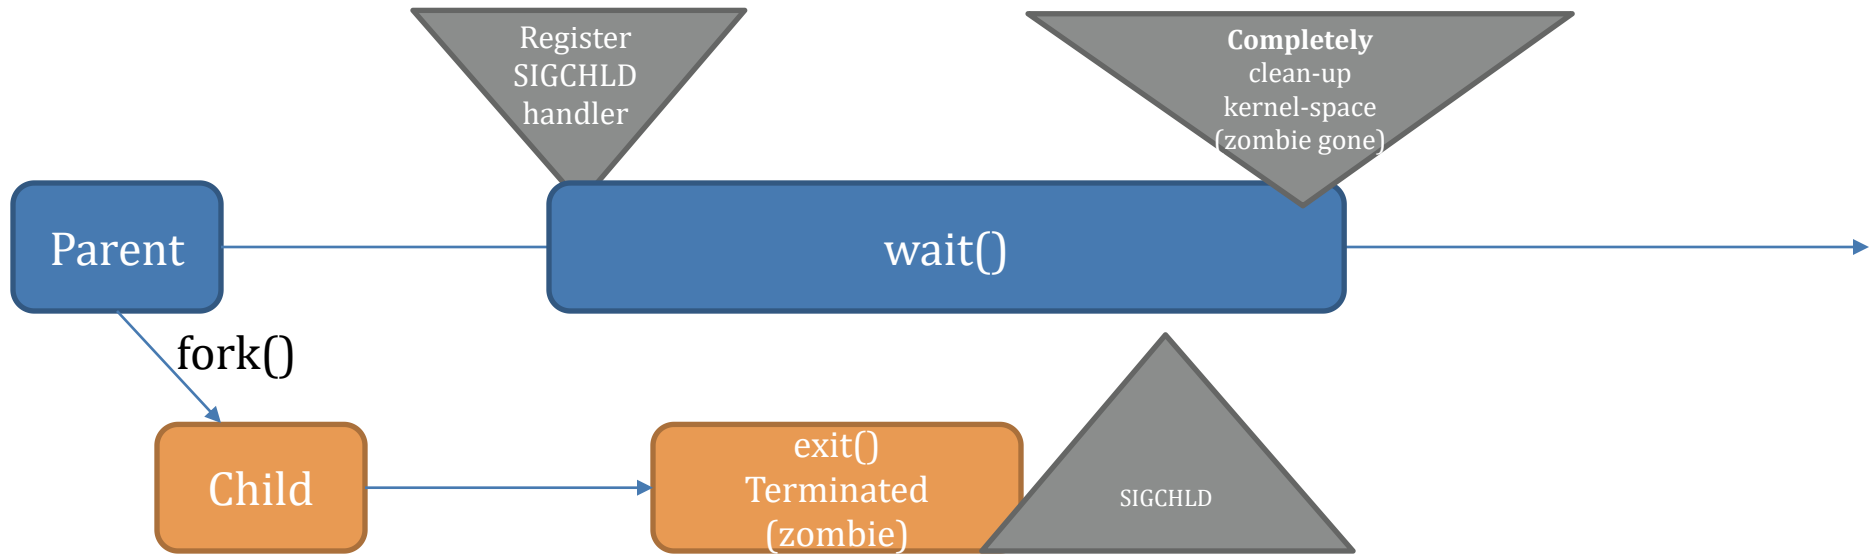 Register
SIGCHLD
handler
Completely
clean-up
kernel-space
(zombie gone)
Parent
wait()
fork()
Child
exit()
Terminated
(zombie)
SIGCHLD